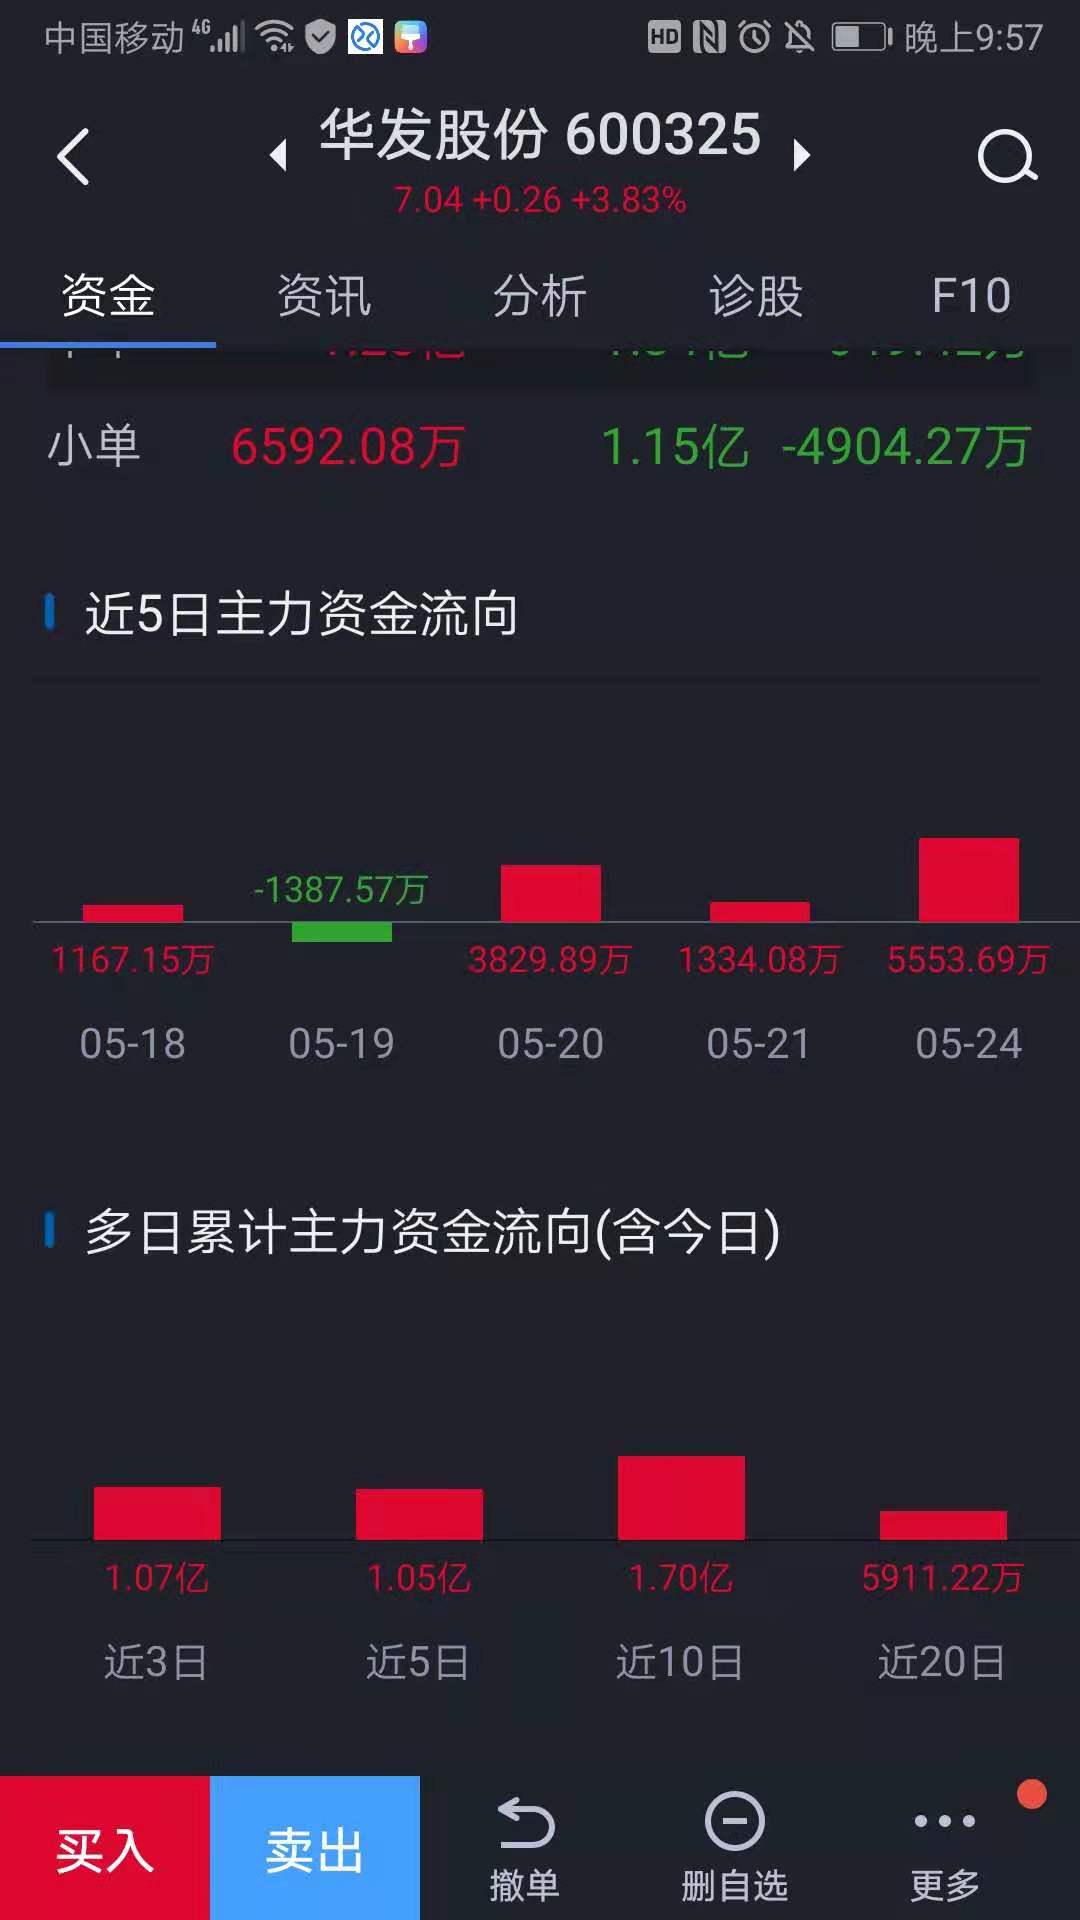 中国移动 4G HD 晚上9:57
华发股份 600325
7.04 +0.26 +3.83%
资金 资讯 分析 诊股 F10
小单 6592.08万 1.15亿 -4904.27万
近5日主力资金流向
-1387.57万
1167.15万 3829.89万 1334.08万 5553.69万
05-18 05-19 05-20 05-21 05-24
多日累计主力资金流向(含今日)
1.07亿 1.05亿 1.70亿 5911.22万
近3日 近5日 近10日 近20日
买入 卖出 撤单 删自选 更多